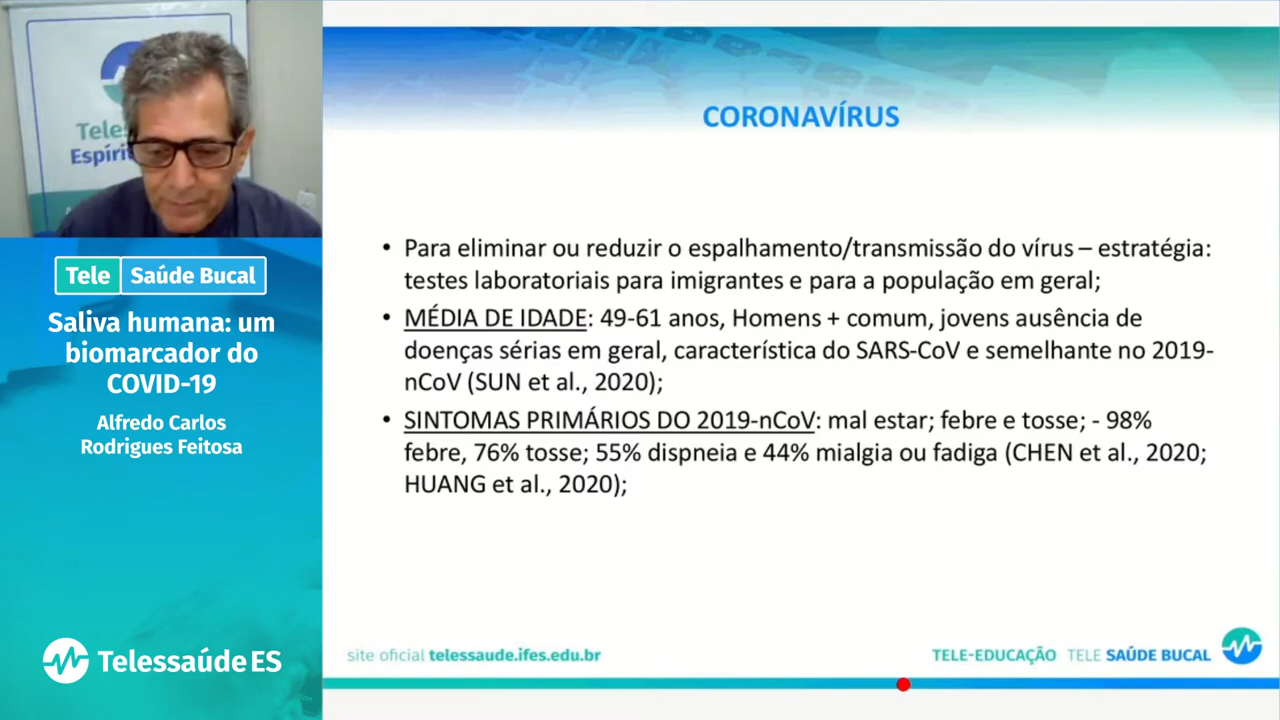 Teles
Espíri
Tele Saúde Bucal
Saliva humana: um
biomarcador do
COVID-19
Alfredo Carlos
Rodrigues Feitosa
Telessaúde ES
CORONAVÍRUS
• Para eliminar ou reduzir o espalhamento/transmissão do vírus – estratégia:
testes laboratoriais para imigrantes e para a população em geral;
• MÉDIA DE IDADE: 49-61 anos, Homens + comum, jovens ausência de
doenças sérias em geral, característica do SARS-CoV e semelhante no 2019-
nCoV (SUN et al., 2020);
• SINTOMAS PRIMÁRIOS DO 2019-nCoV: mal estar; febre e tosse; - 98%
febre, 76% tosse; 55% dispneia e 44% mialgia ou fadiga (CHEN et al., 2020;
HUANG et al., 2020);
site oficial telessaude.ifes.edu.br
TELE-EDUCAÇÃO TELE SAÚDE BUCAL